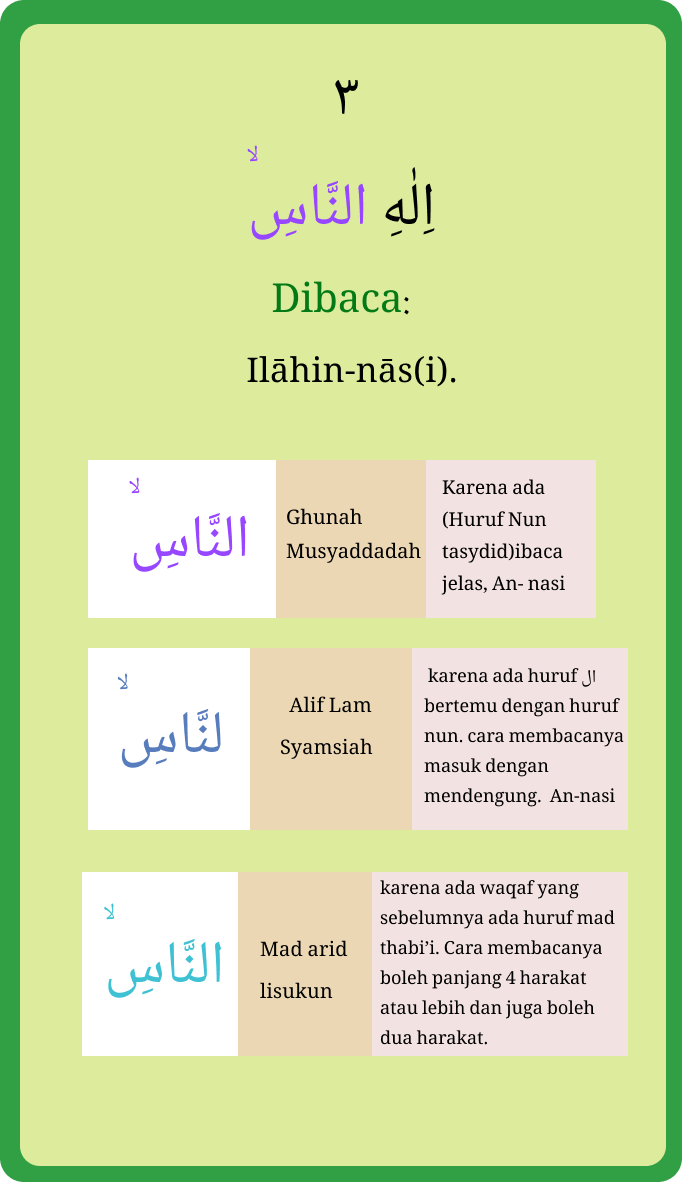 ٣
اِلٰهِ النَّاسِۙ
Dibaca:
Ilāhin-nās(i).
النَّاسِۙ
Ghunah
Musyaddadah
Karena ada
(Huruf Nun
tasydid)ibaca
jelas, An- nasi
لنَّاسِۙ
Alif Lam
Syamsiah
karena ada huruf ال
bertemu dengan huruf
nun. cara membacanya
masuk dengan
mendengung.  An-nasi
النَّاسِۙ
Mad arid
lisukun
karena ada waqaf yang
sebelumnya ada huruf mad
thabi’i. Cara membacanya
boleh panjang 4 harakat
atau lebih dan juga boleh
dua harakat.